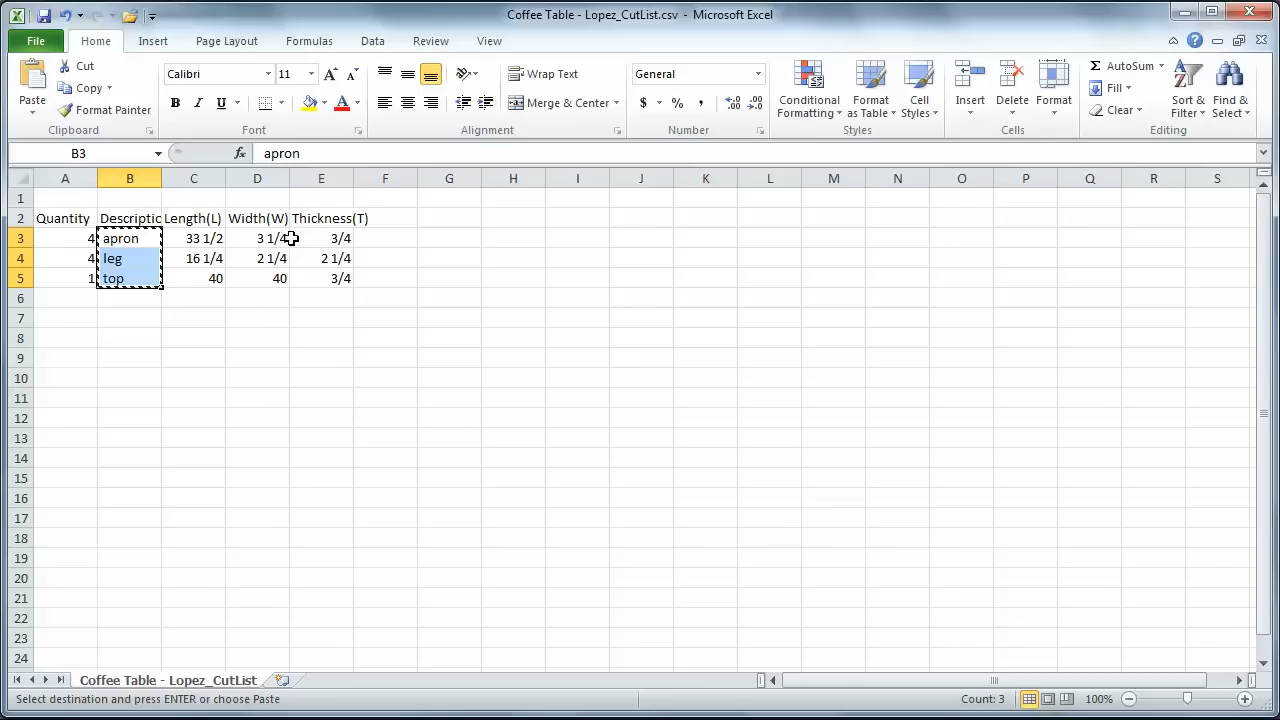 Coffee Table - Lopez_CutList.csv - Microsoft Excel
File Home Insert Page Layout Formulas Data Review View
Paste Cut Copy Format Painter Clipboard
Calibri 11 B I U A A A Font
Wrap Text Merge & Center Alignment
General $ % , Number
Conditional Formatting Format as Table Cell Styles Styles
Insert Delete Format Cells
Σ AutoSum Fill Clear Sort & Filter Find & Select Editing
B3 fx apron
A B C D E F G H I J K L M N O P Q R S
1
2 Quantity Descriptic Length(L) Width(W) Thickness(T)
3 4 apron 33 1/2 3 1/4 3/4
4 4 leg 16 1/4 2 1/4 2 1/4
5 1 top 40 40 3/4
6
7
8
9
10
11
12
13
14
15
16
17
18
19
20
21
22
23
24
Coffee Table - Lopez_CutList
Select destination and press ENTER or choose Paste Count: 3 100%